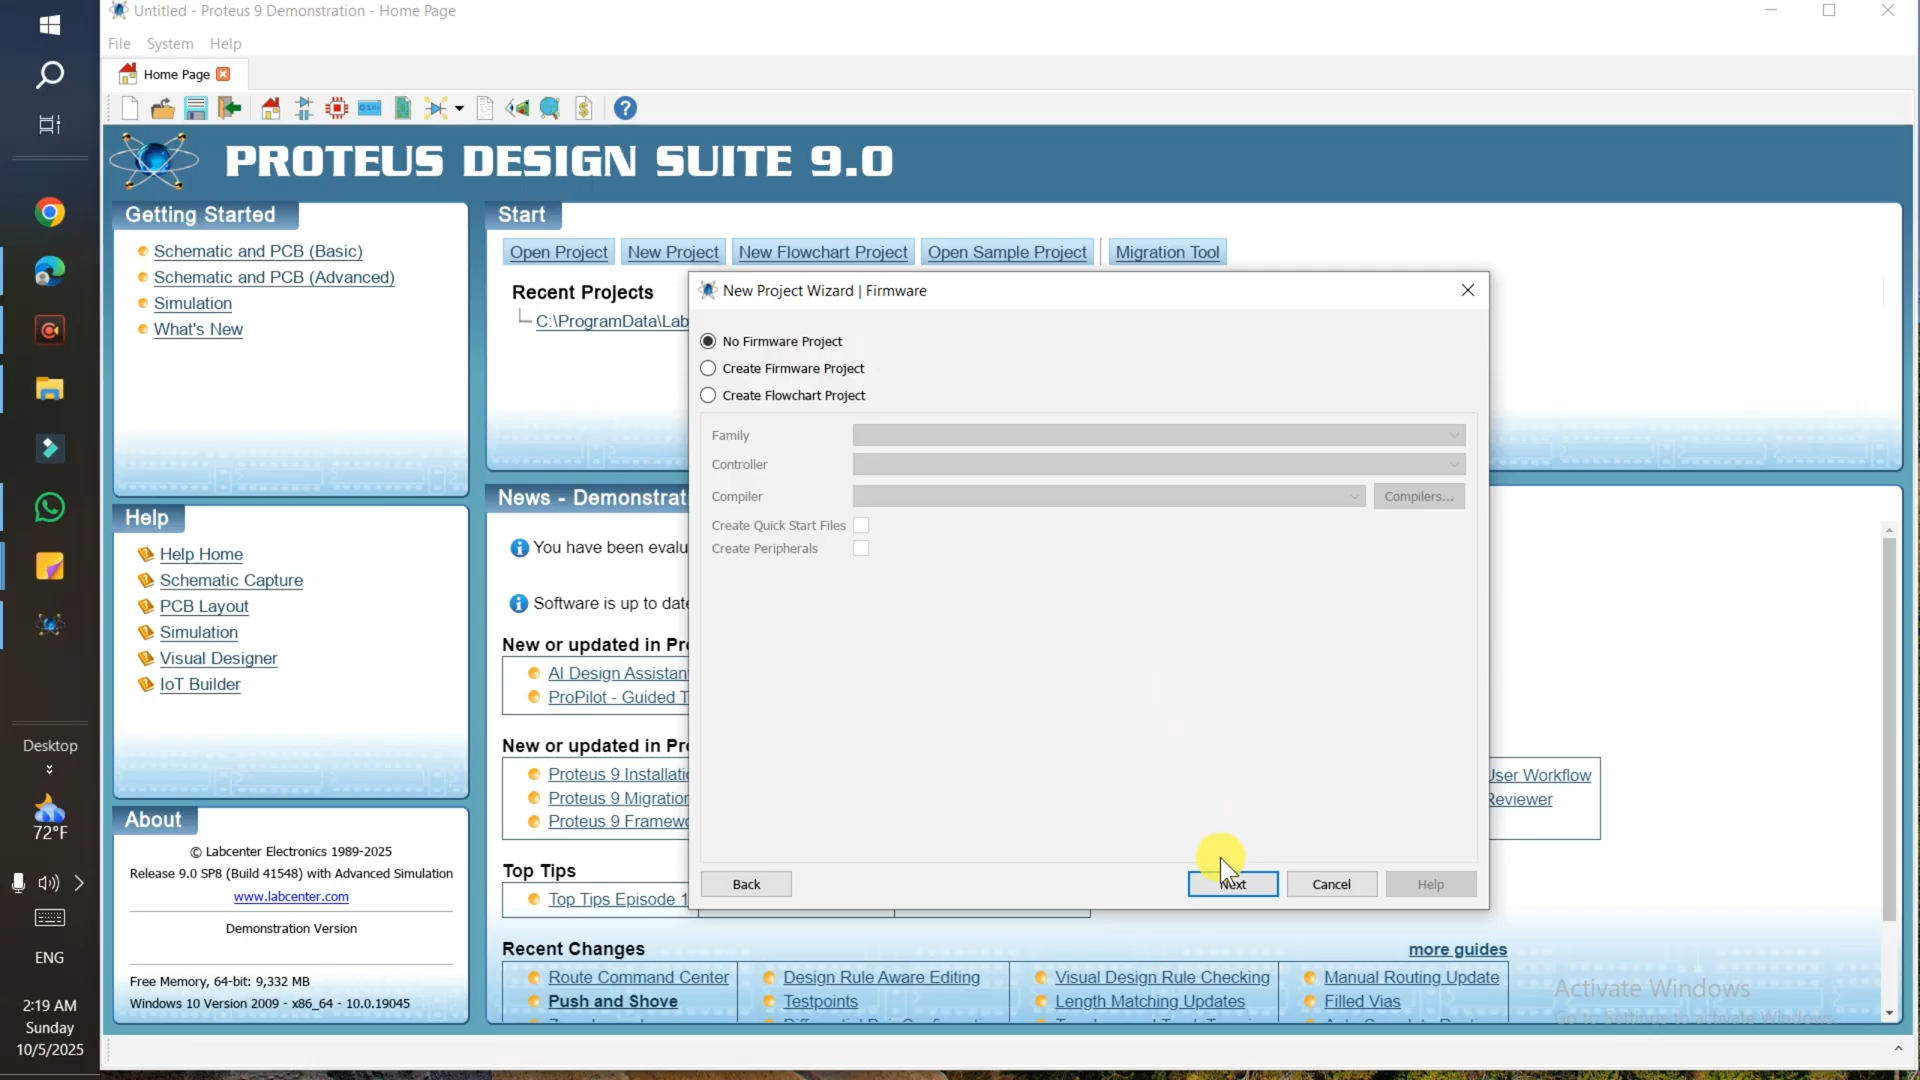 Untitled - Proteus 9 Demonstration - Home Page
File System Help
Home Page
PROTEUS DESIGN SUITE 9.0
Getting Started
Schematic and PCB (Basic)
Schematic and PCB (Advanced)
Simulation
What's New
Start
Open Project New Project New Flowchart Project Open Sample Project Migration Tool
Recent Projects
C:\ProgramData\Lab
New Project Wizard | Firmware
No Firmware Project
Create Firmware Project
Create Flowchart Project
Family
Controller
Compiler
Compilers...
Create Quick Start Files
Create Peripherals
Back
Next
Cancel
Help
Help
Help Home
Schematic Capture
PCB Layout
Simulation
Visual Designer
IoT Builder
News - Demonstrat
You have been evalu
Software is up to date
New or updated in Pr
AI Design Assistan
ProPilot - Guided T
New or updated in Pr
Proteus 9 Installati
Proteus 9 Migration
Proteus 9 Framewo
User Workflow
Reviewer
Top Tips
Top Tips Episode 1
Recent Changes
more guides
Route Command Center
Design Rule Aware Editing
Visual Design Rule Checking
Manual Routing Update
Push and Shove
Testpoints
Length Matching Updates
Filled Vias
About
© Labcenter Electronics 1989-2025
Release 9.0 SP8 (Build 41548) with Advanced Simulation
www.labcenter.com
Demonstration Version
Free Memory, 64-bit: 9,332 MB
Windows 10 Version 2009 - x86_64 - 10.0.19045
Activate Windows
Go to Settings to activate Windows.
Desktop
72°F
ENG
2:19 AM
Sunday
10/5/2025